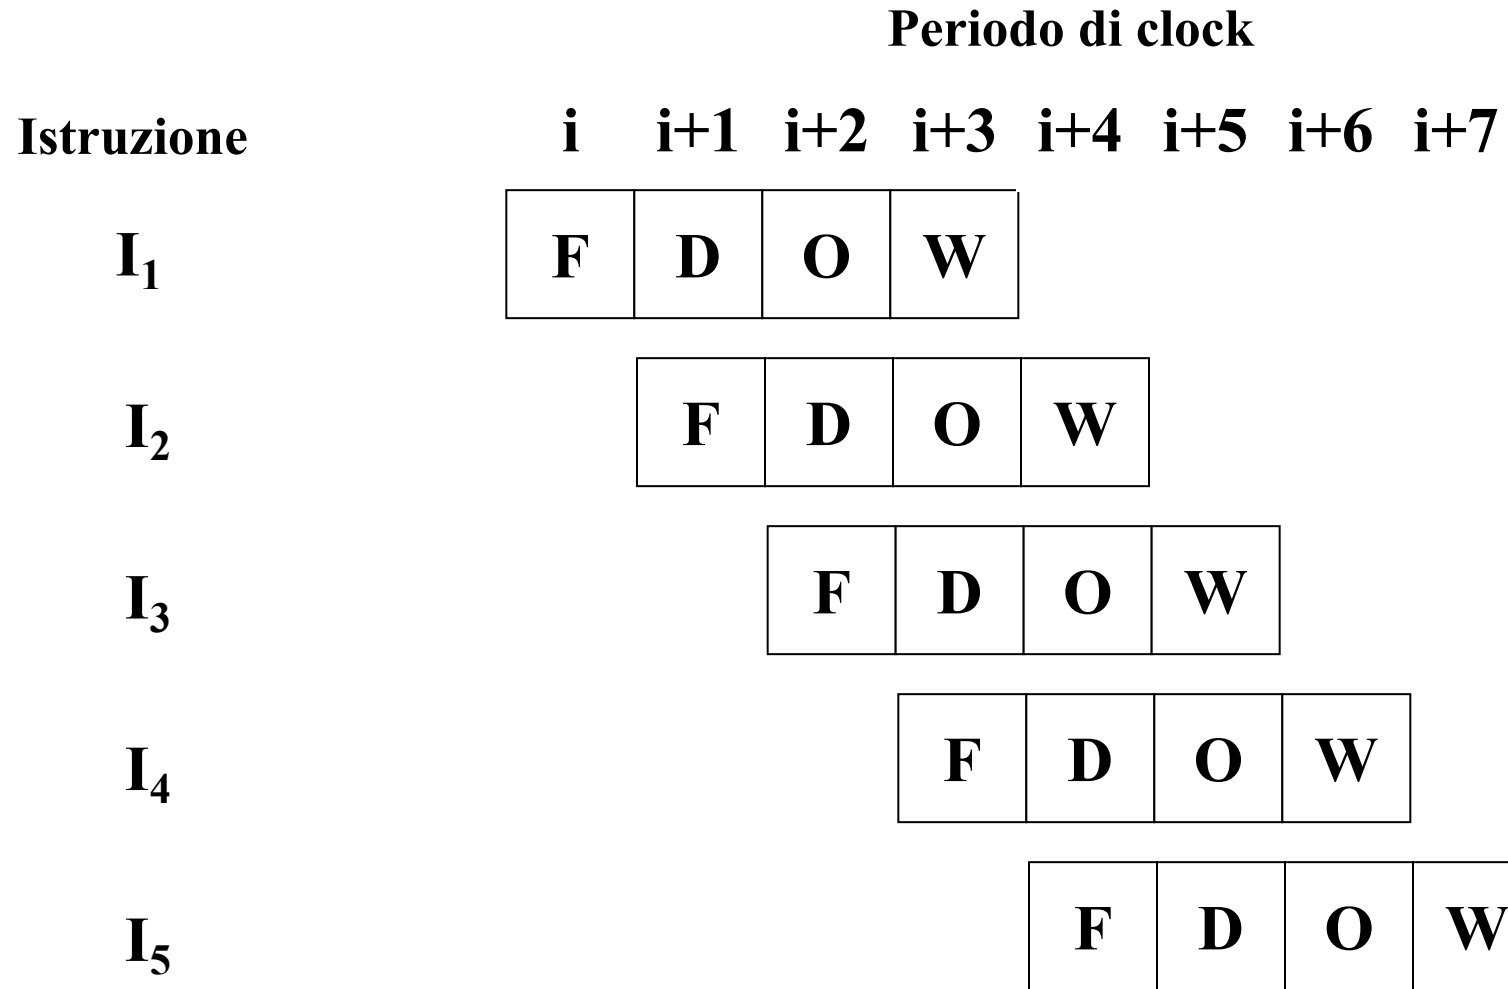 Periodo di clock
Istruzione i i+1 i+2 i+3 i+4 i+5 i+6 i+7
I₁ F D O W
I₂ F D O W
I₃ F D O W
I₄ F D O W
I₅ F D O W